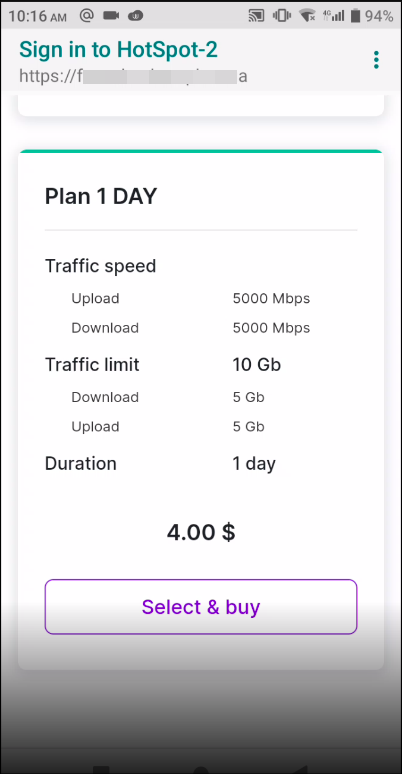 10:16 AM 4G 94%
Sign in to HotSpot-2
https://f a
Plan 1 DAY
Traffic speed
Upload 5000 Mbps
Download 5000 Mbps
Traffic limit 10 Gb
Download 5 Gb
Upload 5 Gb
Duration 1 day
4.00 $
Select & buy